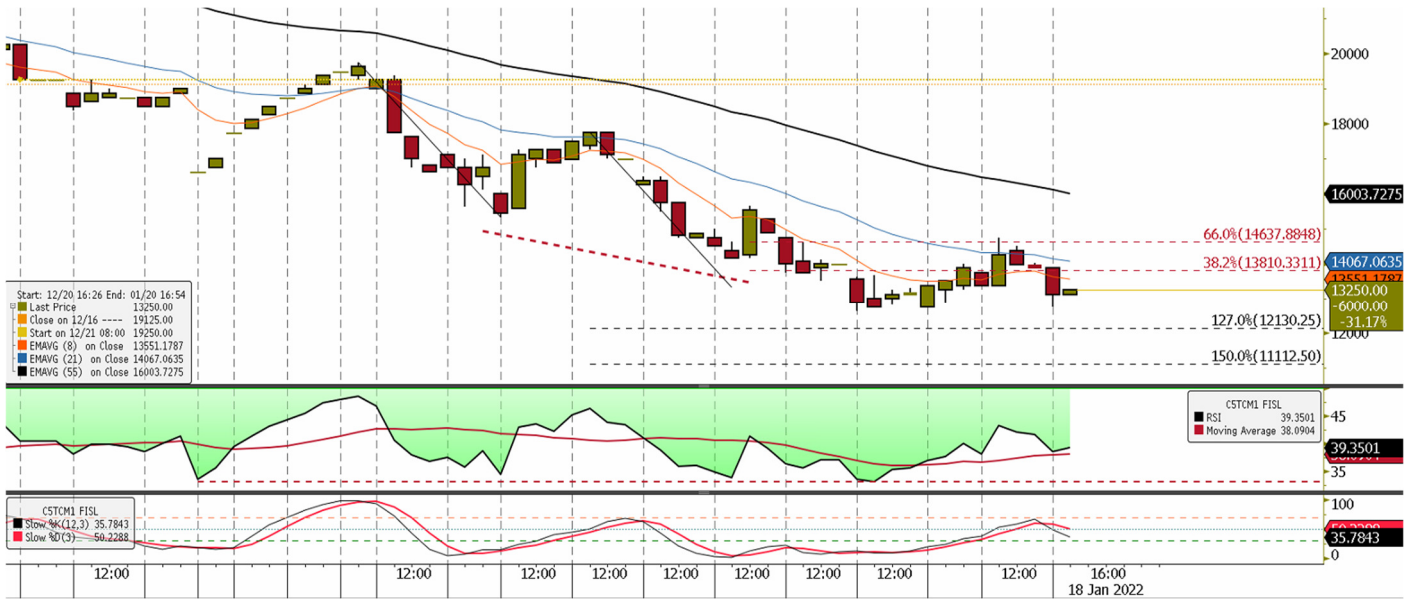 20000
18000
16003.7275
66.0%(14637.8848)
38.2%(13810.3311)
14067.0635
13551.1787
13250.00
-6000.00
-31.17%
12000
127.0%(12130.25)
150.0%(11112.50)
Start: 12/20 16:26 End: 01/20 16:54
Last Price 13250.00
Close on 12/16 ---- 19125.00
Start on 12/21 08:00 19250.00
EMAVG (8) on Close 13551.1787
EMAVG (21) on Close 14067.0635
EMAVG (55) on Close 16003.7275
C5TCM1 FISL
RSI 39.3501
Moving Average 38.0904
45
39.3501
38.0904
35
C5TCM1 FISL
Slow %K(12,3) 35.7843
Slow %D(3) 50.2288
100
50.2288
35.7843
0
12:00 12:00 12:00 12:00 12:00 12:00 12:00 16:00
18 Jan 2022